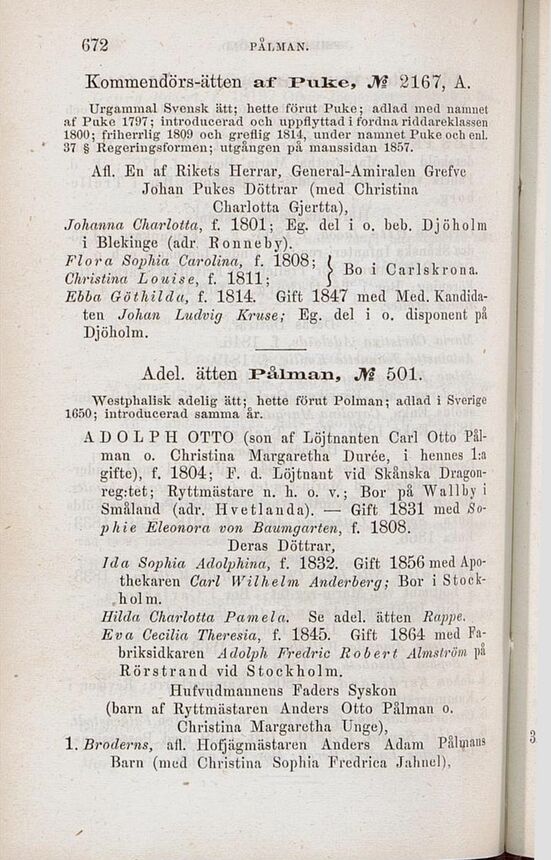 672 PÅLMAN.
Kommendörs-ätten af Puke, № 2167, A.
Urgammal Svensk ätt; hette förut Puke; adlad med namnet
af Puke 1797; introducerad och uppflyttad i fordna riddareklassen
1800; friherrlig 1809 och greflig 1814, under namnet Puke och enl.
37 § Regeringsformen; utgången på manssidan 1857.
Afl. En af Rikets Herrar, General-Amiralen Grefve
Johan Pukes Döttrar (med Christina
Charlotta Gjertta),
Johanna Charlotta, f. 1801; Eg. del i o. beb. Djöholm
i Blekinge (adr. Ronneby).
Flora Sophia Carolina, f. 1808;
Christina Louise, f. 1811; } Bo i Carlskrona.
Ebba Göthilda, f. 1814. Gift 1847 med Med. Kandida-
ten Johan Ludvig Kruse; Eg. del i o. disponent på
Djöholm.
Adel. ätten Pålman, № 501.
Westphalisk adelig ätt; hette förut Polman; adlad i Sverige
1650; introducerad samma år.
ADOLPH OTTO (son af Löjtnanten Carl Otto Pål-
man o. Christina Margaretha Durée, i hennes 1:a
gifte), f. 1804; F. d. Löjtnant vid Skånska Dragon-
reg:tet; Ryttmästare n. h. o. v.; Bor på Wallby i
Småland (adr. Hvetlanda). — Gift 1831 med So-
phie Eleonora von Baumgarten, f. 1808.
Deras Döttrar,
Ida Sophia Adolphina, f. 1832. Gift 1856 med Apo-
thekaren Carl Wilhelm Anderberg; Bor i Stock-
holm.
Hilda Charlotta Pamela. Se adel. ätten Rappe.
Eva Cecilia Theresia, f. 1845. Gift 1864 med Fa-
briksidkaren Adolph Fredric Robert Almström på
Rörstrand vid Stockholm.
Hufvudmannens Faders Syskon
(barn af Ryttmästaren Anders Otto Pålman o.
Christina Margaretha Unge),
1. Broderns, afl. Hofjägmästaren Anders Adam Pålmans
Barn (med Christina Sophia Fredrica Jahnel),
3